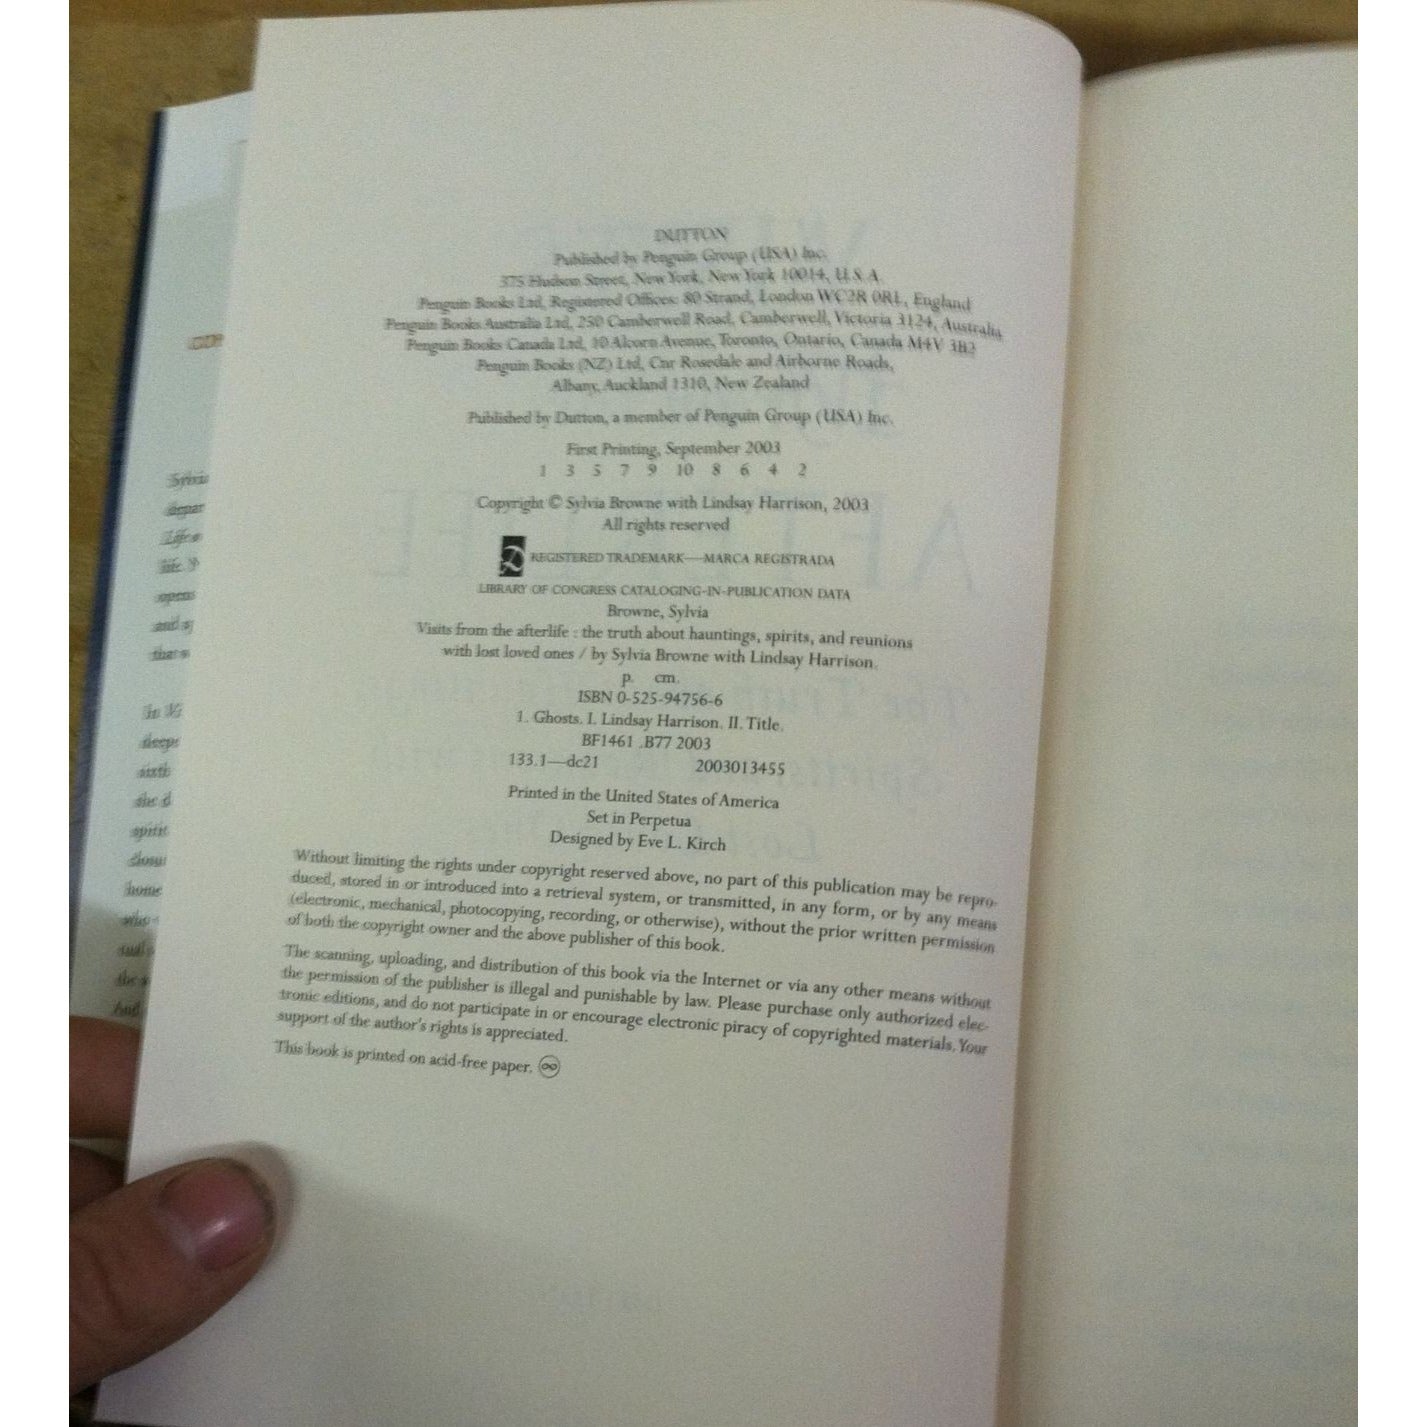 DUTTON
Published by Penguin Group (USA) Inc.
375 Hudson Street, New York, New York 10014, U.S.A.
Penguin Books Ltd, Registered Offices: 80 Strand, London WC2R 0RL, England
Penguin Books Australia Ltd, 250 Camberwell Road, Camberwell, Victoria 3124, Australia
Penguin Books Canada Ltd, 10 Alcorn Avenue, Toronto, Ontario, Canada M4V 3B2
Penguin Books (NZ) Ltd, Cnr Rosedale and Airborne Roads,
Albany, Auckland 1310, New Zealand
Published by Dutton, a member of Penguin Group (USA) Inc.
First Printing, September 2003
1 3 5 7 9 10 8 6 4 2
Copyright © Sylvia Browne with Lindsay Harrison, 2003
All rights reserved
D REGISTERED TRADEMARK—MARCA REGISTRADA
LIBRARY OF CONGRESS CATALOGING-IN-PUBLICATION DATA
Browne, Sylvia
Visits from the afterlife : the truth about hauntings, spirits, and reunions
with lost loved ones / by Sylvia Browne with Lindsay Harrison.
p. cm.
ISBN 0-525-94756-6
1. Ghosts. I. Lindsay Harrison. II. Title.
BF1461 .B77 2003
133.1—dc21 2003013455
Printed in the United States of America
Set in Perpetua
Designed by Eve L. Kirch
Without limiting the rights under copyright reserved above, no part of this publication may be repro-
duced, stored in or introduced into a retrieval system, or transmitted, in any form, or by any means
(electronic, mechanical, photocopying, recording, or otherwise), without the prior written permission
of both the copyright owner and the above publisher of this book.
The scanning, uploading, and distribution of this book via the Internet or via any other means without
the permission of the publisher is illegal and punishable by law. Please purchase only authorized elec-
tronic editions, and do not participate in or encourage electronic piracy of copyrighted materials. Your
support of the author's rights is appreciated.
This book is printed on acid-free paper. ♾